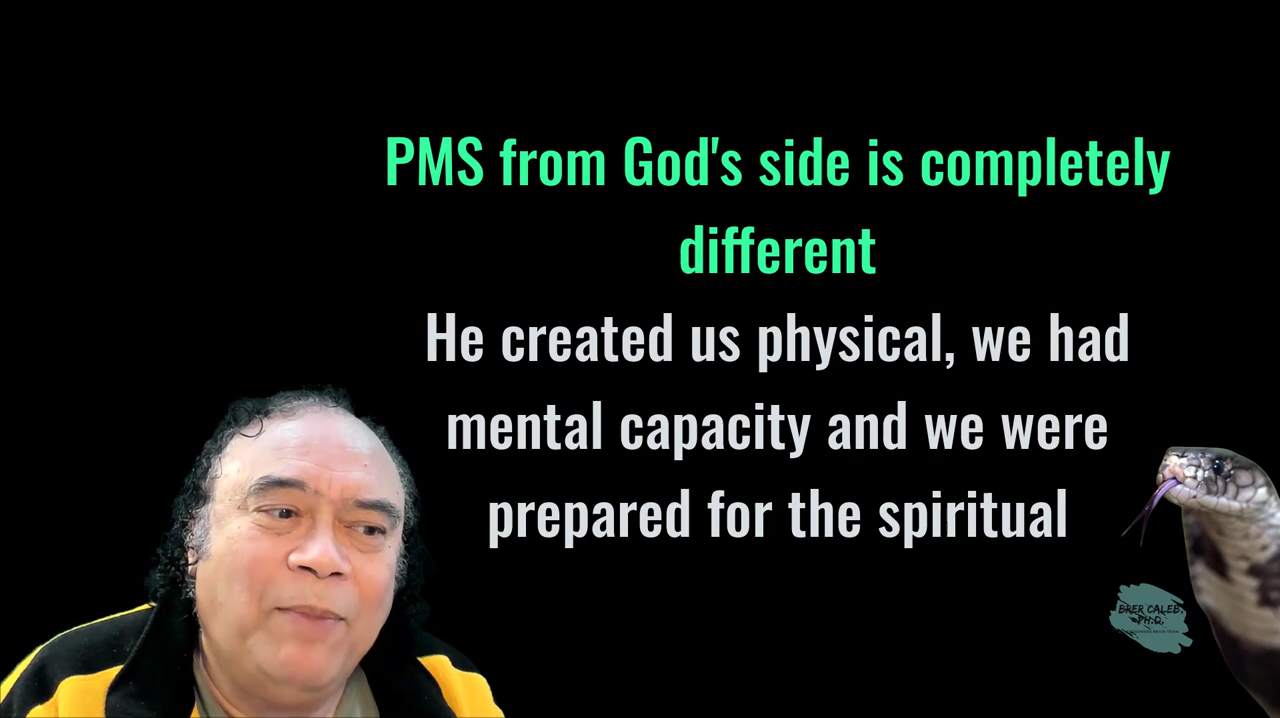 PMS from God's side is completely
different
He created us physical, we had
mental capacity and we were
prepared for the spiritual
BRER CALEB,
PH.D.